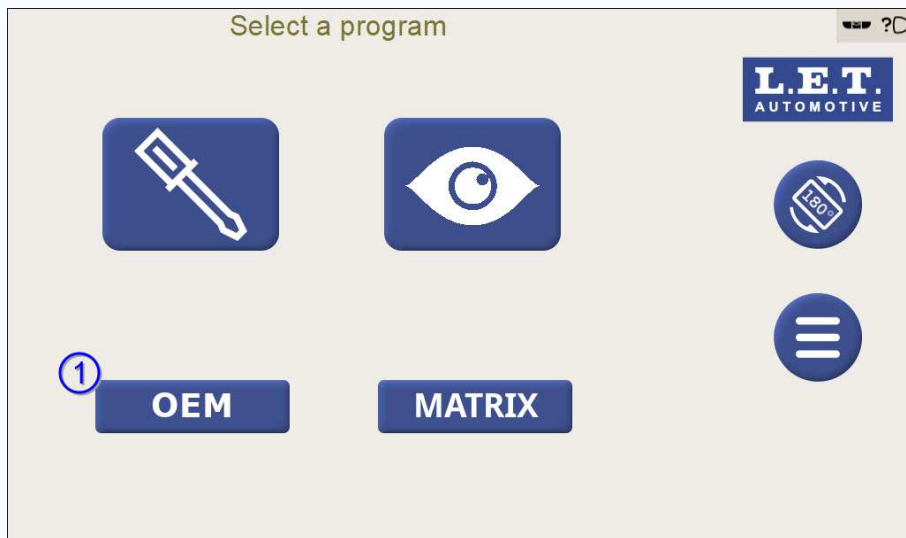 Select a program
?
L.E.T.
AUTOMOTIVE
180°
1
OEM
MATRIX